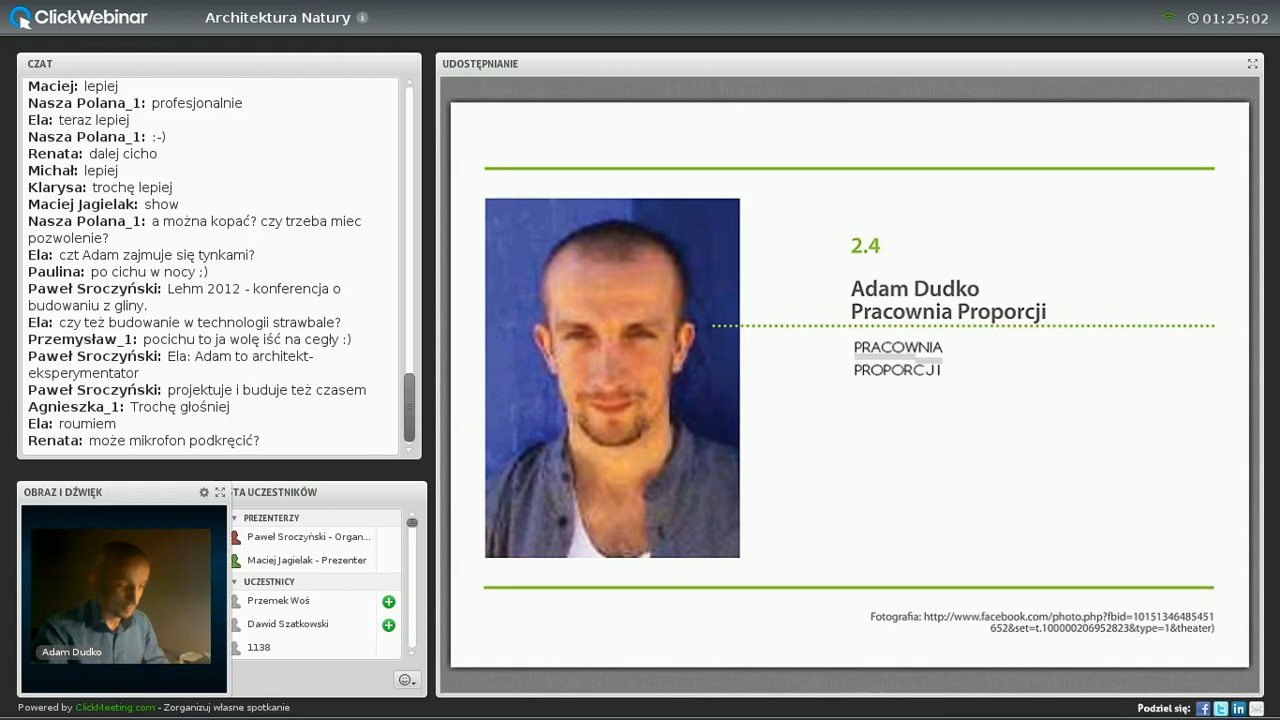 ClickWebinar
Architektura Natury
01:25:02
CZAT
Maciej: lepiej
Nasza Polana_1: profesjonalnie
Ela: teraz lepiej
Nasza Polana_1: :-)
Renata: dalej cicho
Michał: lepiej
Klarysa: trochę lepiej
Maciej Jagielak: show
Nasza Polana_1: a można kopać? czy trzeba miec
pozwolenie?
Ela: czt Adam zajmuje się tynkami?
Paulina: po cichu w nocy ;)
Paweł Sroczyński: Lehm 2012 - konferencja o
budowaniu z gliny.
Ela: czy też budowanie w technologii strawbale?
Przemysław_1: pocichu to ja wolę iść na cegły :)
Paweł Sroczyński: Ela: Adam to architekt-
eksperymentator
Paweł Sroczyński: projektuje i buduje też czasem
Agnieszka_1: Trochę głośniej
Ela: roumiem
Renata: może mikrofon podkręcić?
OBRAZ I DŹWIĘK
Adam Dudko
TA UCZESTNIKÓW
PREZENTERZY
Paweł Sroczyński - Organ...
Maciej Jagielak - Prezenter
UCZESTNICY
Przemek Woś
Dawid Szatkowski
1138
UDOSTĘPNIANIE
2.4
Adam Dudko
Pracownia Proporcji
PRACOWNIA
PROPORCJI
Fotografia: http://www.facebook.com/photo.php?fbid=10151346485451
652&set=t.100000206952823&type=1&theater)
Powered by ClickMeeting.com - Zorganizuj własne spotkanie
Podziel się: